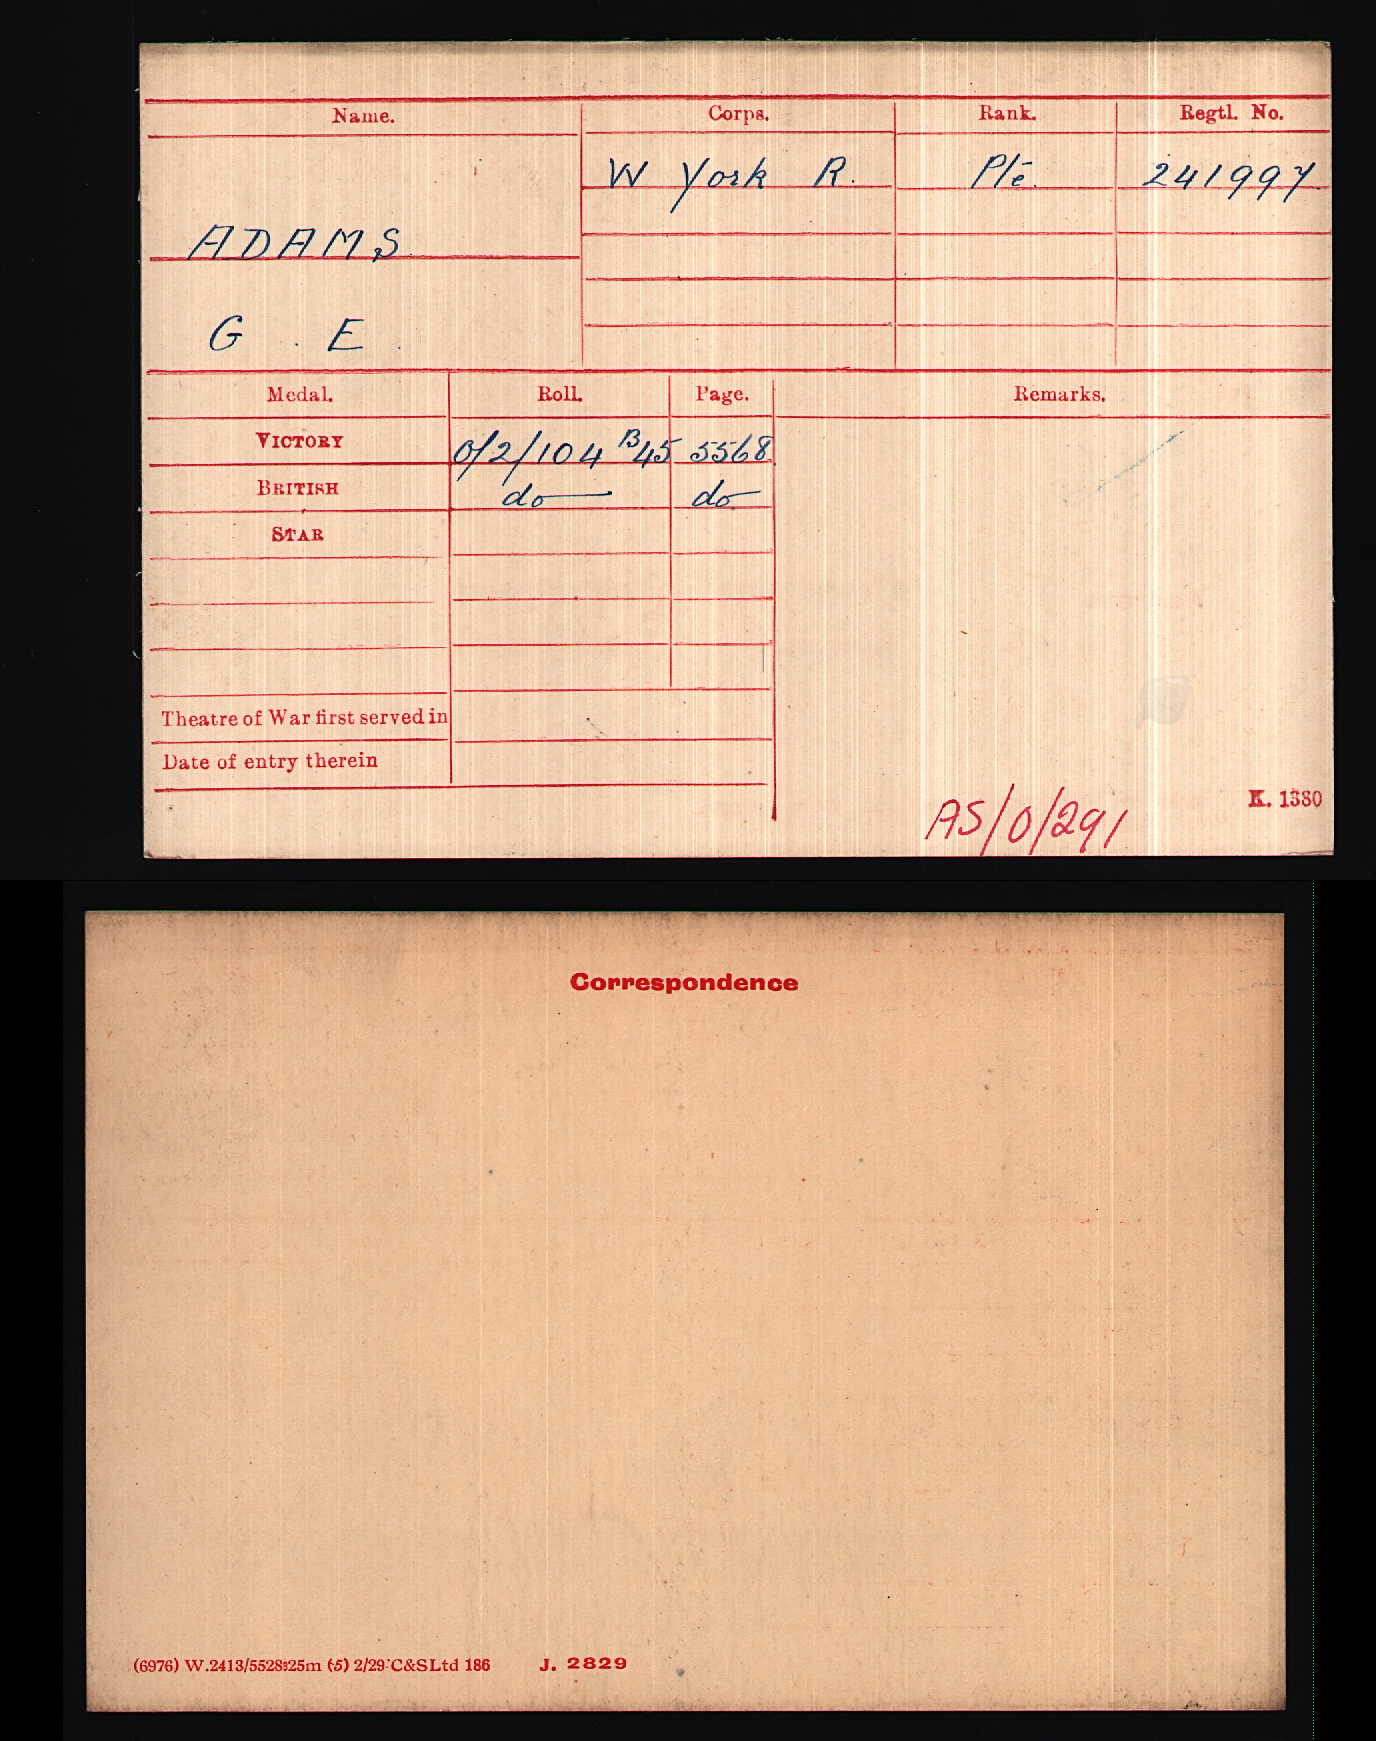 Name. Corps. Rank. Regtl. No.
W York R. Pte. 241997
ADAMS.
G. E.
Medal. Roll. Page. Remarks.
VICTORY O/2/104 B45 5568
BRITISH do do
STAR
Theatre of War first served in
Date of entry therein
K. 1380
AS/O/291
Correspondence
(6976) W.2413/5528 25m (5) 2/29 C&SLtd 186 J. 2829